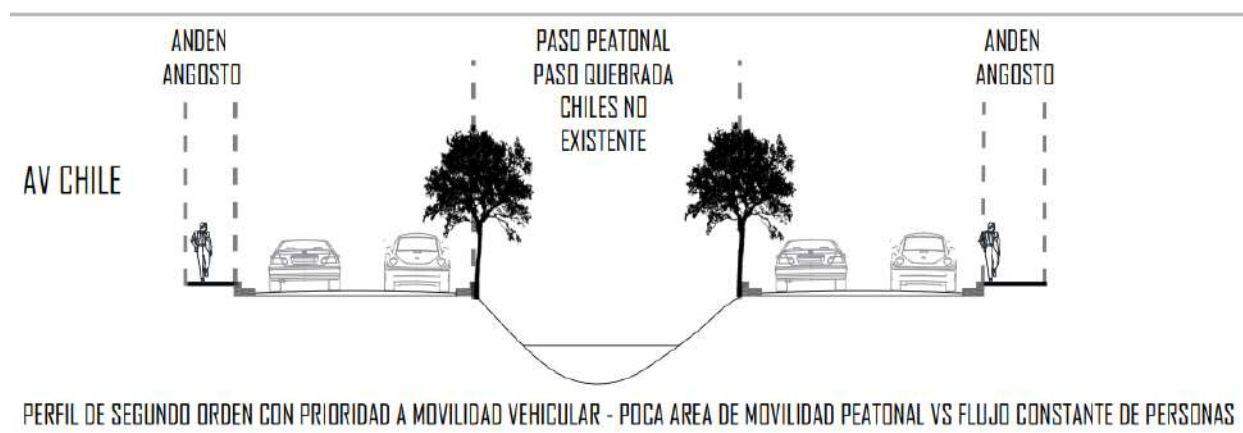 ANDEN
ANGOSTO
PASO PEATONAL
PASO QUEBRADA
CHILES NO
EXISTENTE
ANDEN
ANGOSTO
AV CHILE
PERFIL DE SEGUNDO ORDEN CON PRIORIDAD A MOVILIDAD VEHICULAR - POCA AREA DE MOVILIDAD PEATONAL VS FLUJO CONSTANTE DE PERSONAS